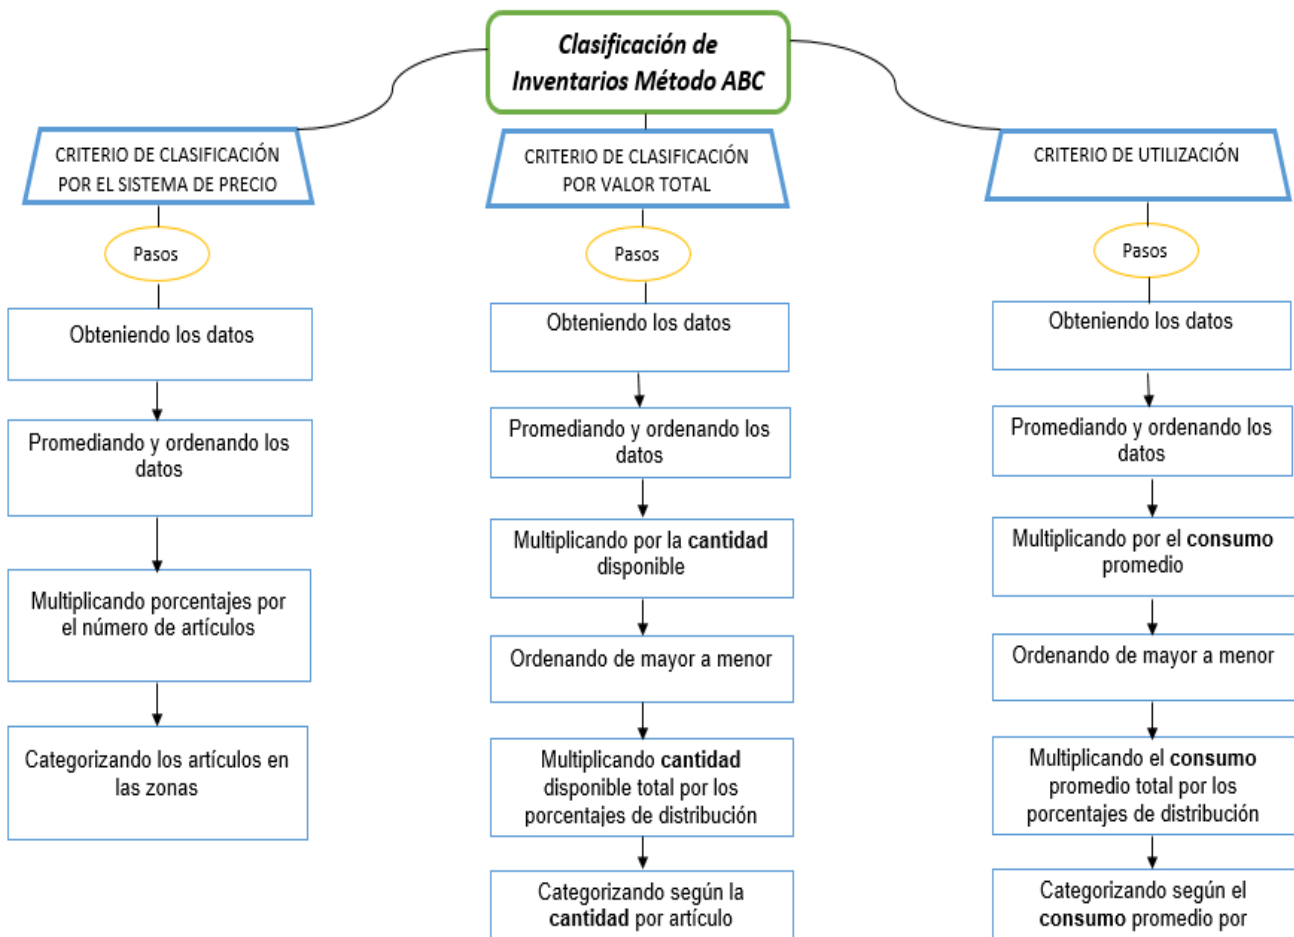 Clasificación de
Inventarios Método ABC
CRITERIO DE CLASIFICACIÓN
POR EL SISTEMA DE PRECIO
Pasos
Obteniendo los datos
Promediando y ordenando los
datos
Multiplicando porcentajes por
el número de artículos
Categorizando los artículos en
las zonas
CRITERIO DE CLASIFICACIÓN
POR VALOR TOTAL
Pasos
Obteniendo los datos
Promediando y ordenando los
datos
Multiplicando por la cantidad
disponible
Ordenando de mayor a menor
Multiplicando cantidad
disponible total por los
porcentajes de distribución
Categorizando según la
cantidad por artículo
CRITERIO DE UTILIZACIÓN
Pasos
Obteniendo los datos
Promediando y ordenando los
datos
Multiplicando por el consumo
promedio
Ordenando de mayor a menor
Multiplicando el consumo
promedio total por los
porcentajes de distribución
Categorizando según el
consumo promedio por